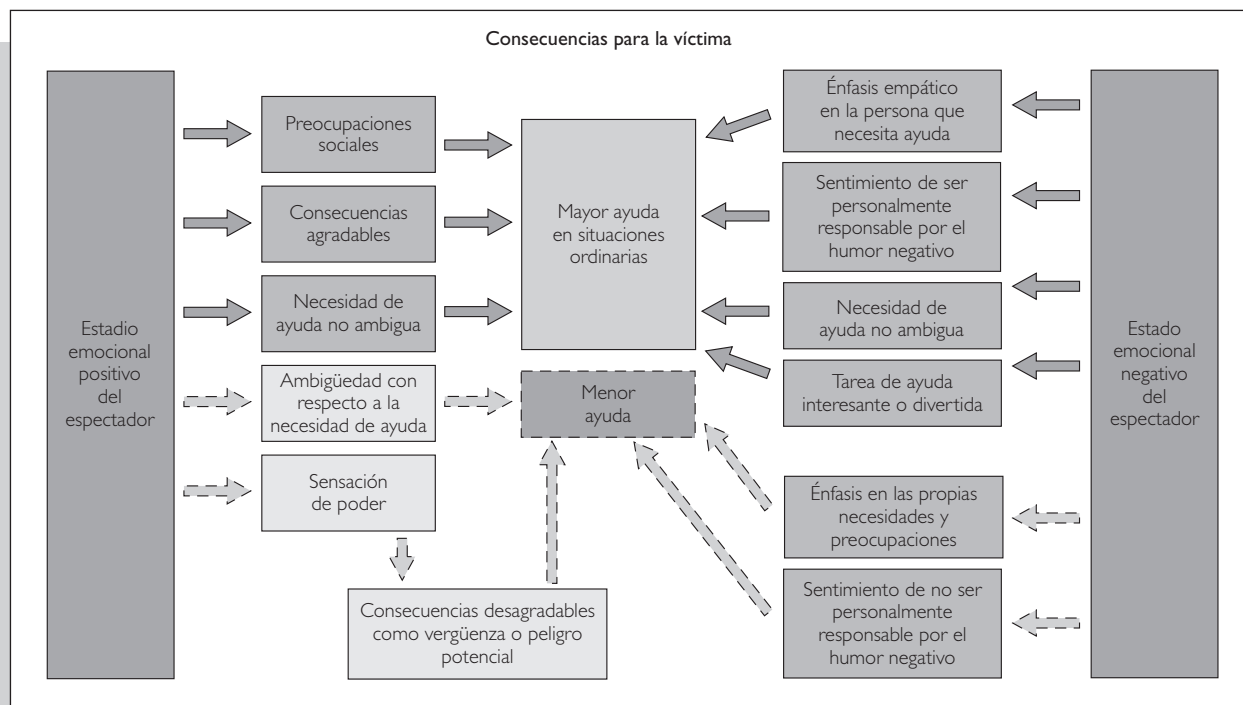 Consecuencias para la víctima
Estadio
emocional
positivo
del
espectador
Preocupaciones
sociales
Consecuencias
agradables
Necesidad de
ayuda no ambigua
Ambigüedad con
respecto a la
necesidad de ayuda
Sensación
de poder
Consecuencias desagradables
como vergüenza o peligro
potencial
Mayor ayuda
en situaciones
ordinarias
Menor
ayuda
Énfasis empático
en la persona que
necesita ayuda
Sentimiento de ser
personalmente
responsable por el
humor negativo
Necesidad de
ayuda no ambigua
Tarea de ayuda
interesante o divertida
Énfasis en las propias
necesidades y
preocupaciones
Sentimiento de no ser
personalmente
responsable por el
humor negativo
Estado
emocional
negativo
del
espectador